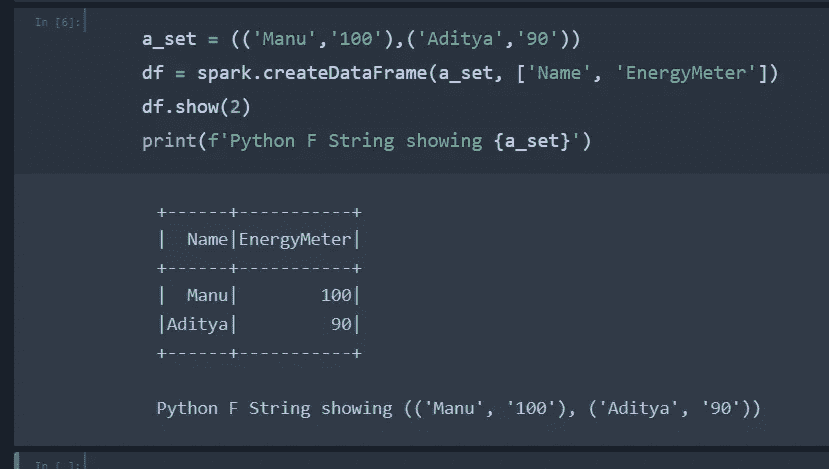 In [6]:
a_set = (('Manu','100'),('Aditya','90'))
df = spark.createDataFrame(a_set, ['Name', 'EnergyMeter'])
df.show(2)
print(f'Python F String showing {a_set}')
+------+-----------+
|  Name|EnergyMeter|
+------+-----------+
|  Manu|        100|
|Aditya|         90|
+------+-----------+
Python F String showing (('Manu', '100'), ('Aditya', '90'))
In [ ]: